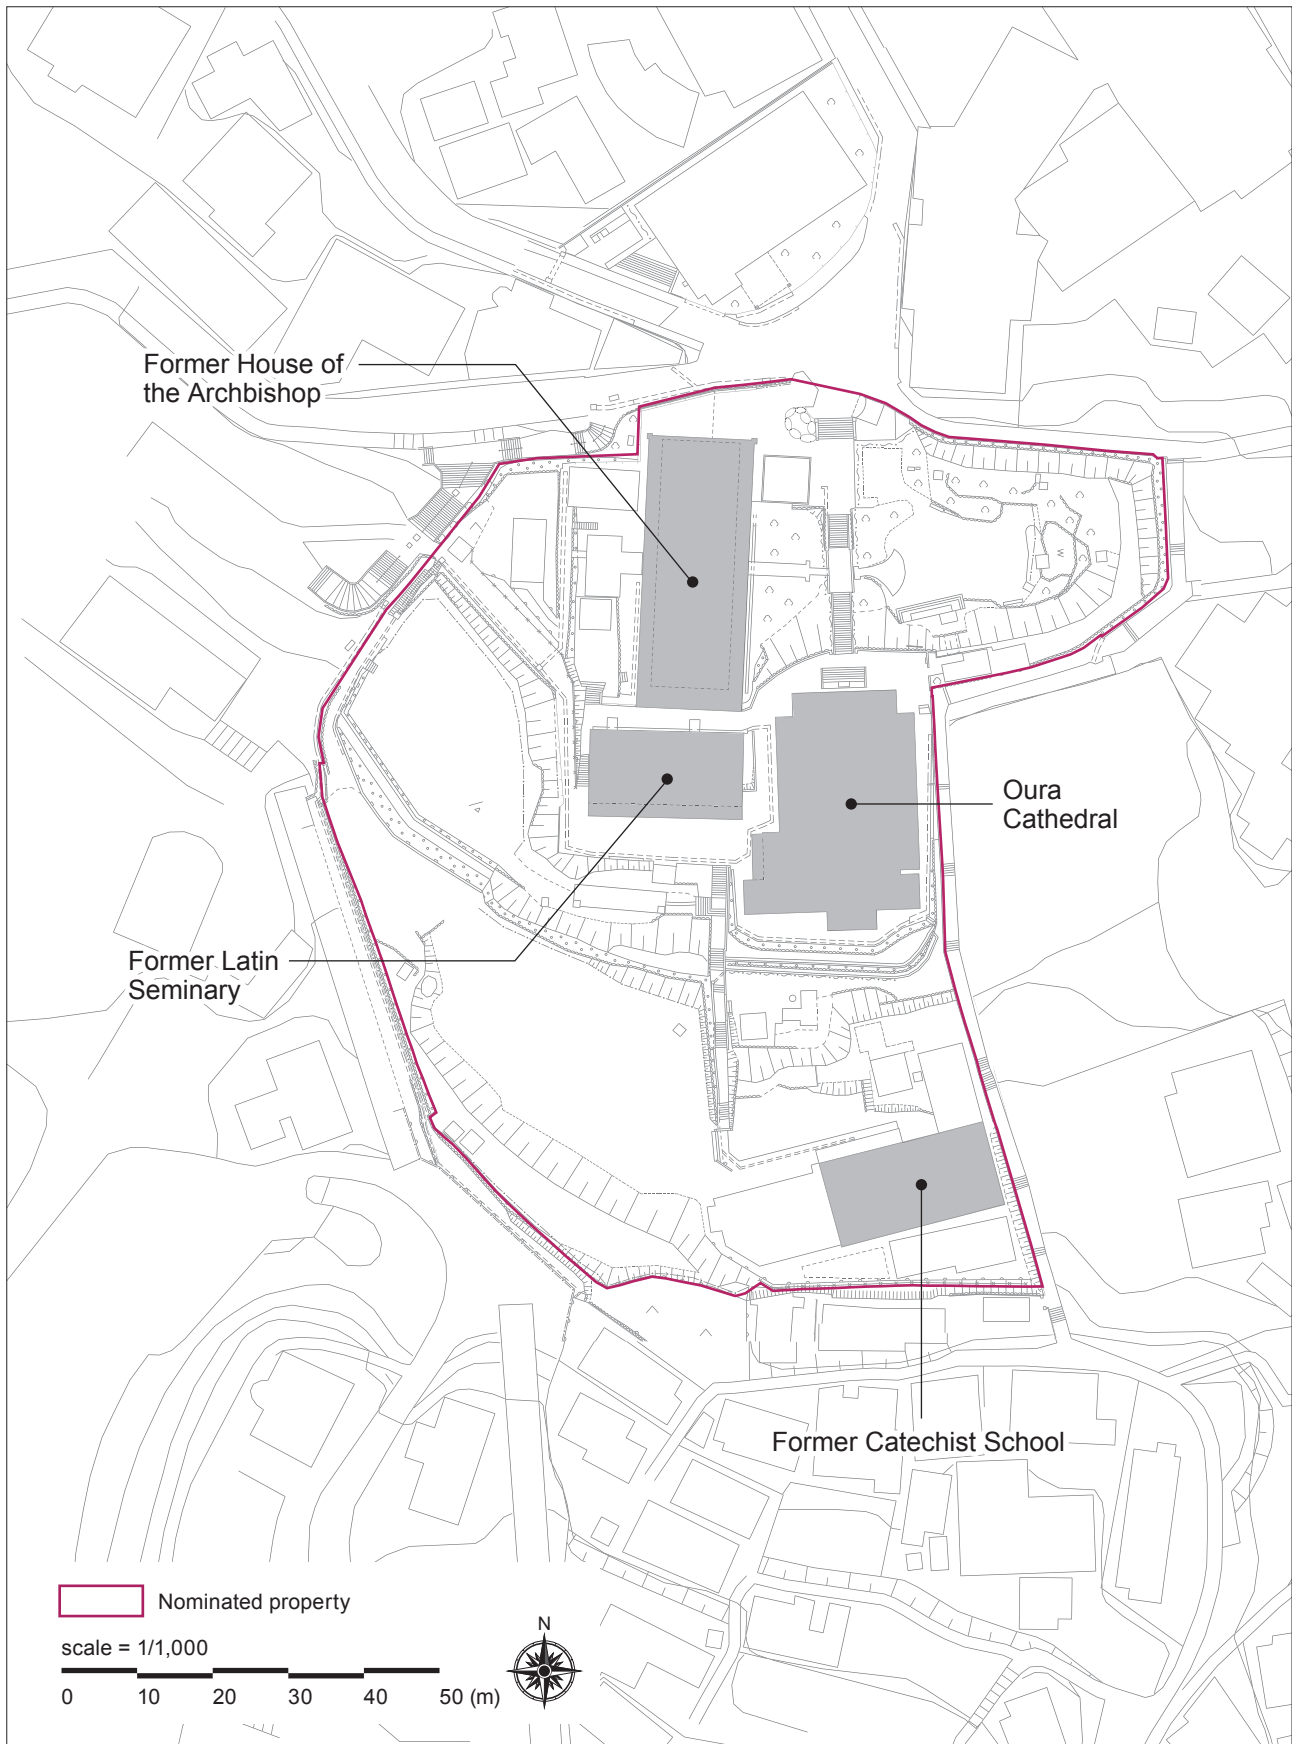 Former House of
the Archbishop
Oura
Cathedral
Former Latin
Seminary
Former Catechist School
Nominated property
scale = 1/1,000
N
0 10 20 30 40 50 (m)